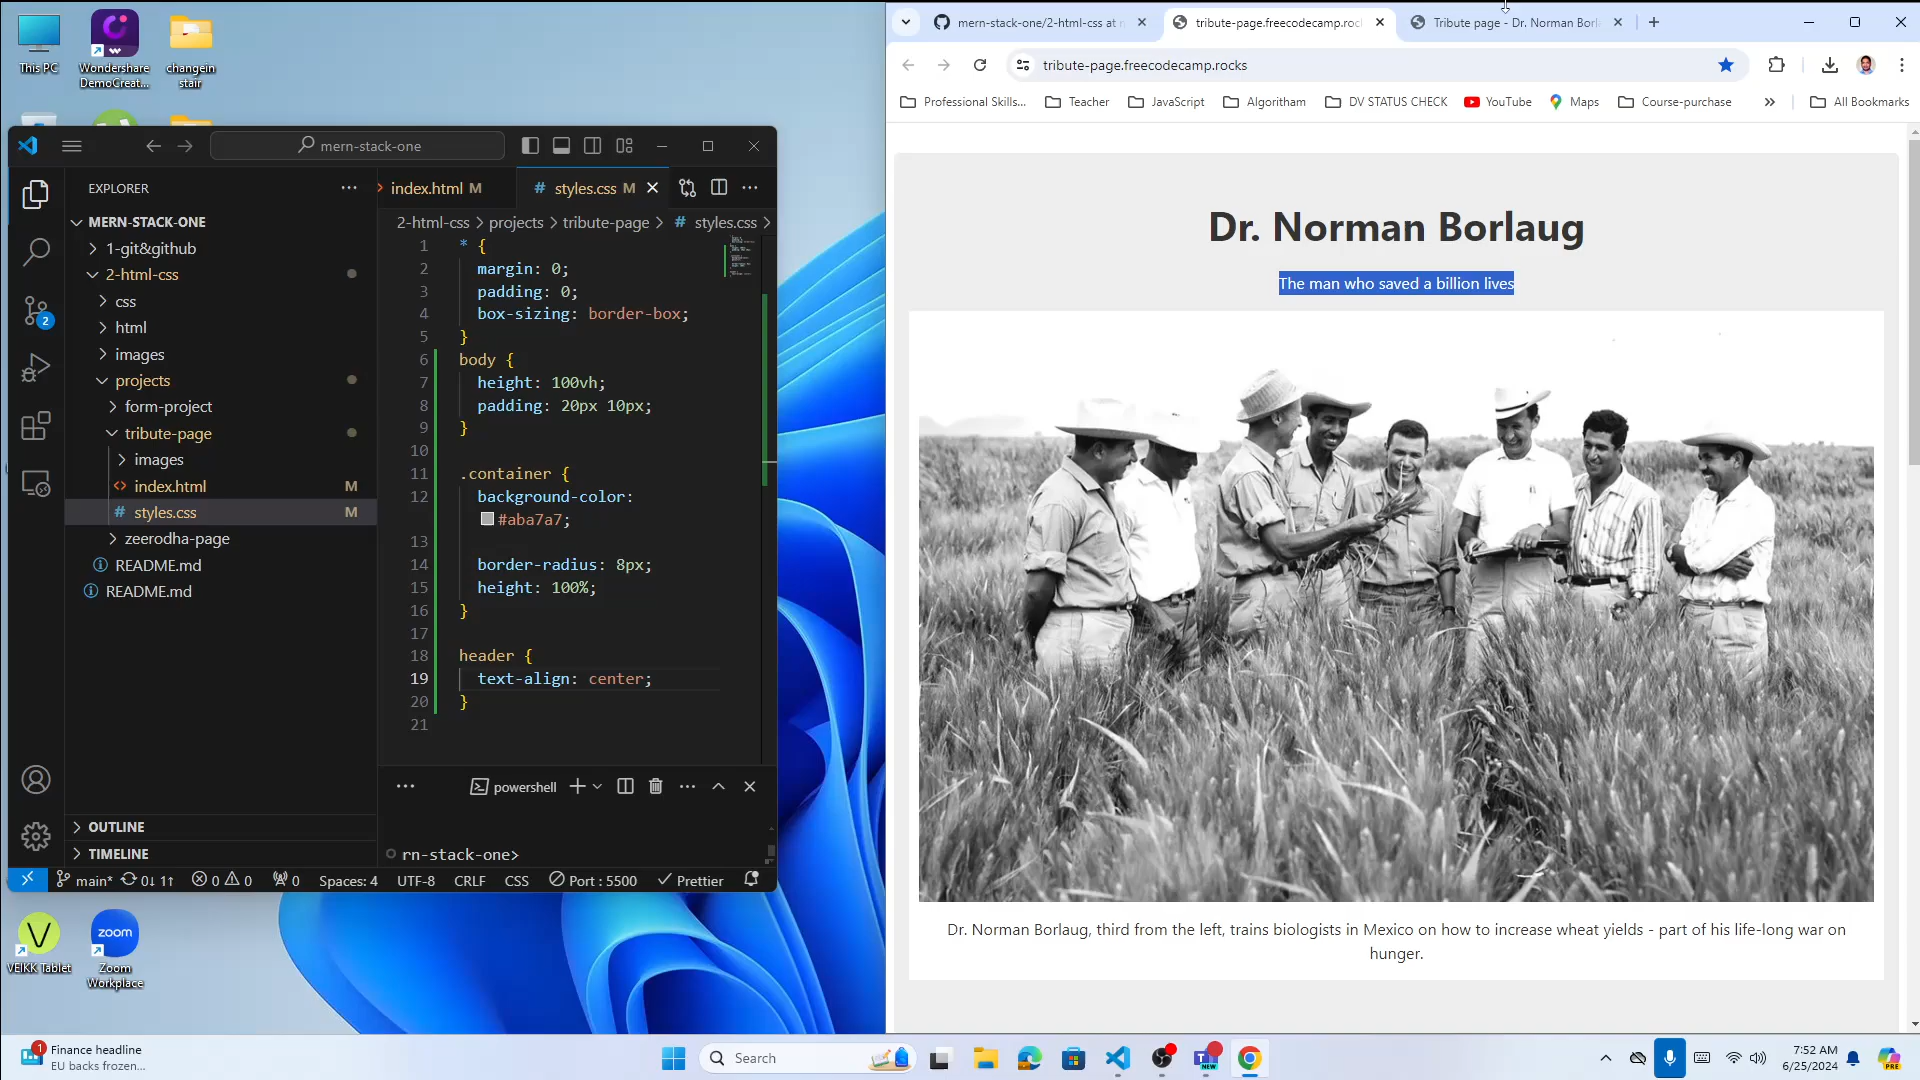 This PC
Wondershare
DemoCreat...
changein
stair
mern-stack-one
EXPLORER
MERN-STACK-ONE
1-git&github
2-html-css
css
html
images
projects
form-project
tribute-page
images
index.html M
styles.css M
zeerodha-page
README.md
README.md
OUTLINE
TIMELINE
index.html M
# styles.css M
2-html-css > projects > tribute-page > # styles.css >
1 * {
2 margin: 0;
3 padding: 0;
4 box-sizing: border-box;
5 }
6 body {
7 height: 100vh;
8 padding: 20px 10px;
9 }
10
11 .container {
12 background-color:
#aba7a7;
13
14 border-radius: 8px;
15 height: 100%;
16 }
17
18 header {
19 text-align: center;
20 }
21
powershell
rn-stack-one>
2
main* 0↓ 1↑ 0 0 0 Spaces: 4 UTF-8 CRLF CSS Port : 5500 Prettier
VEIKK Tablet
zoom
Zoom
Workplace
mern-stack-one/2-html-css at
tribute-page.freecodecamp.roc
Tribute page - Dr. Norman Borl
tribute-page.freecodecamp.rocks
Professional Skills... Teacher JavaScript Algoritham DV STATUS CHECK YouTube Maps Course-purchase » All Bookmarks
Dr. Norman Borlaug
The man who saved a billion lives
Dr. Norman Borlaug, third from the left, trains biologists in Mexico on how to increase wheat yields - part of his life-long war on
hunger.
1
Finance headline
EU backs frozen...
Search
NEW
7:52 AM
6/25/2024
PRE